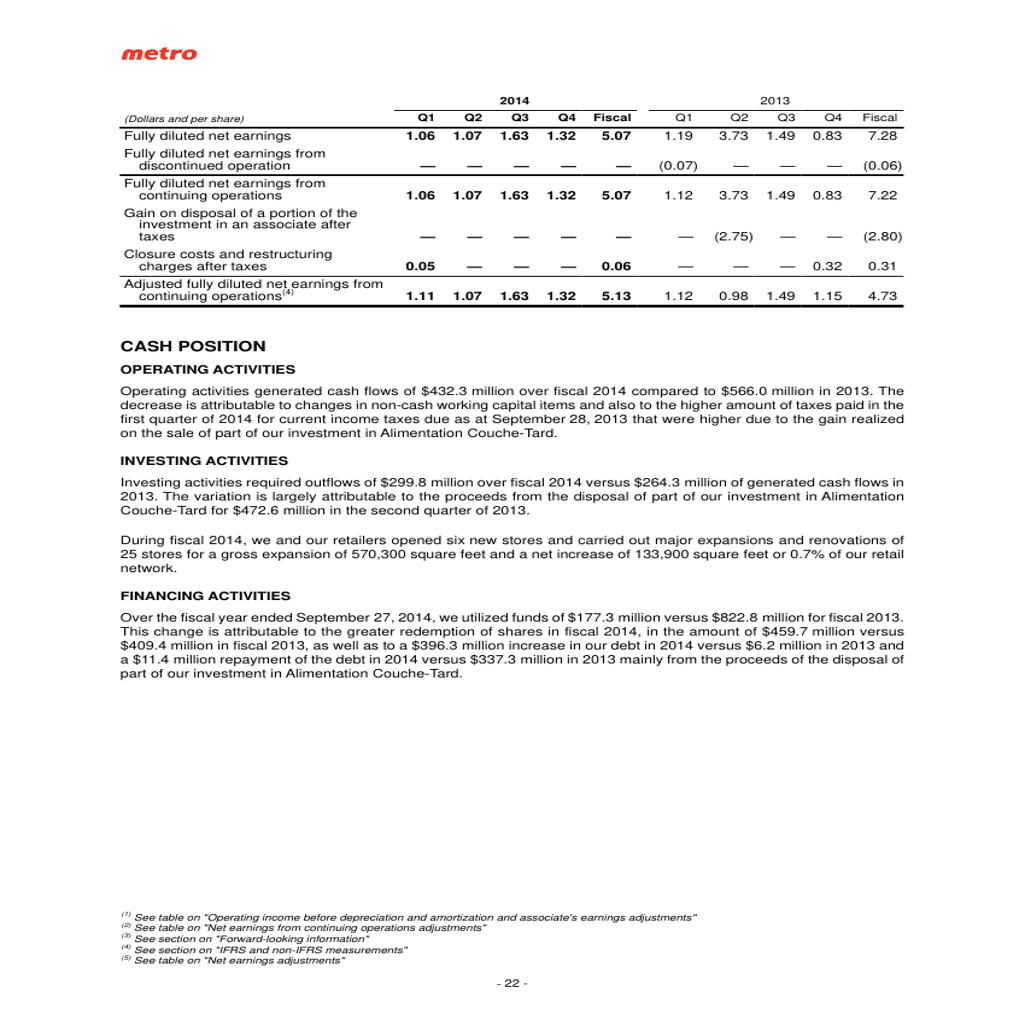 metro
2014 2013
(Dollars and per share) Q1 Q2 Q3 Q4 Fiscal Q1 Q2 Q3 Q4 Fiscal
Fully diluted net earnings 1.06 1.07 1.63 1.32 5.07 1.19 3.73 1.49 0.83 7.28
Fully diluted net earnings from
discontinued operation — — — — — (0.07) — — — (0.06)
Fully diluted net earnings from
continuing operations 1.06 1.07 1.63 1.32 5.07 1.12 3.73 1.49 0.83 7.22
Gain on disposal of a portion of the
investment in an associate after
taxes — — — — — — (2.75) — — (2.80)
Closure costs and restructuring
charges after taxes 0.05 — — — 0.06 — — — 0.32 0.31
Adjusted fully diluted net earnings from
continuing operations(4) 1.11 1.07 1.63 1.32 5.13 1.12 0.98 1.49 1.15 4.73
CASH POSITION
OPERATING ACTIVITIES
Operating activities generated cash flows of $432.3 million over fiscal 2014 compared to $566.0 million in 2013. The
decrease is attributable to changes in non-cash working capital items and also to the higher amount of taxes paid in the
first quarter of 2014 for current income taxes due as at September 28, 2013 that were higher due to the gain realized
on the sale of part of our investment in Alimentation Couche-Tard.
INVESTING ACTIVITIES
Investing activities required outflows of $299.8 million over fiscal 2014 versus $264.3 million of generated cash flows in
2013. The variation is largely attributable to the proceeds from the disposal of part of our investment in Alimentation
Couche-Tard for $472.6 million in the second quarter of 2013.
During fiscal 2014, we and our retailers opened six new stores and carried out major expansions and renovations of
25 stores for a gross expansion of 570,300 square feet and a net increase of 133,900 square feet or 0.7% of our retail
network.
FINANCING ACTIVITIES
Over the fiscal year ended September 27, 2014, we utilized funds of $177.3 million versus $822.8 million for fiscal 2013.
This change is attributable to the greater redemption of shares in fiscal 2014, in the amount of $459.7 million versus
$409.4 million in fiscal 2013, as well as to a $396.3 million increase in our debt in 2014 versus $6.2 million in 2013 and
a $11.4 million repayment of the debt in 2014 versus $337.3 million in 2013 mainly from the proceeds of the disposal of
part of our investment in Alimentation Couche-Tard.
(1) See table on "Operating income before depreciation and amortization and associate's earnings adjustments"
(2) See table on "Net earnings from continuing operations adjustments"
(3) See section on "Forward-looking information"
(4) See section on "IFRS and non-IFRS measurements"
(5) See table on "Net earnings adjustments"
- 22 -